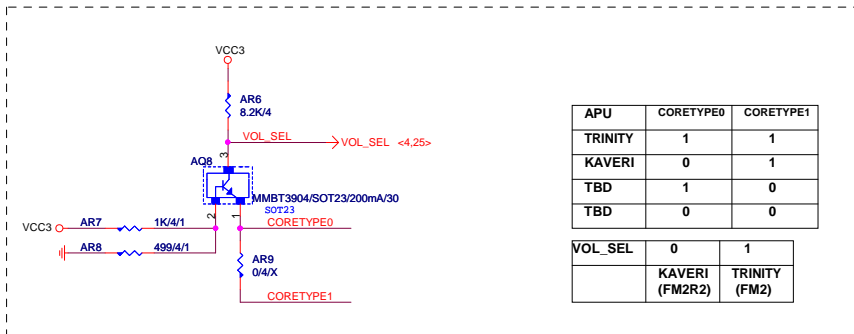 VCC3
AR6
8.2K/4
VOL_SEL
VOL_SEL <4,25>
3
AQ8
MMBT3904/SOT23/200mA/30
SOT23
2
1
CORETYPE0
VCC3
AR7
1K/4/1
AR8
499/4/1
AR9
0/4/X
CORETYPE1
APU CORETYPE0 CORETYPE1
TRINITY 1 1
KAVERI 0 1
TBD 1 0
TBD 0 0
VOL_SEL 0 1
KAVERI TRINITY
(FM2R2) (FM2)